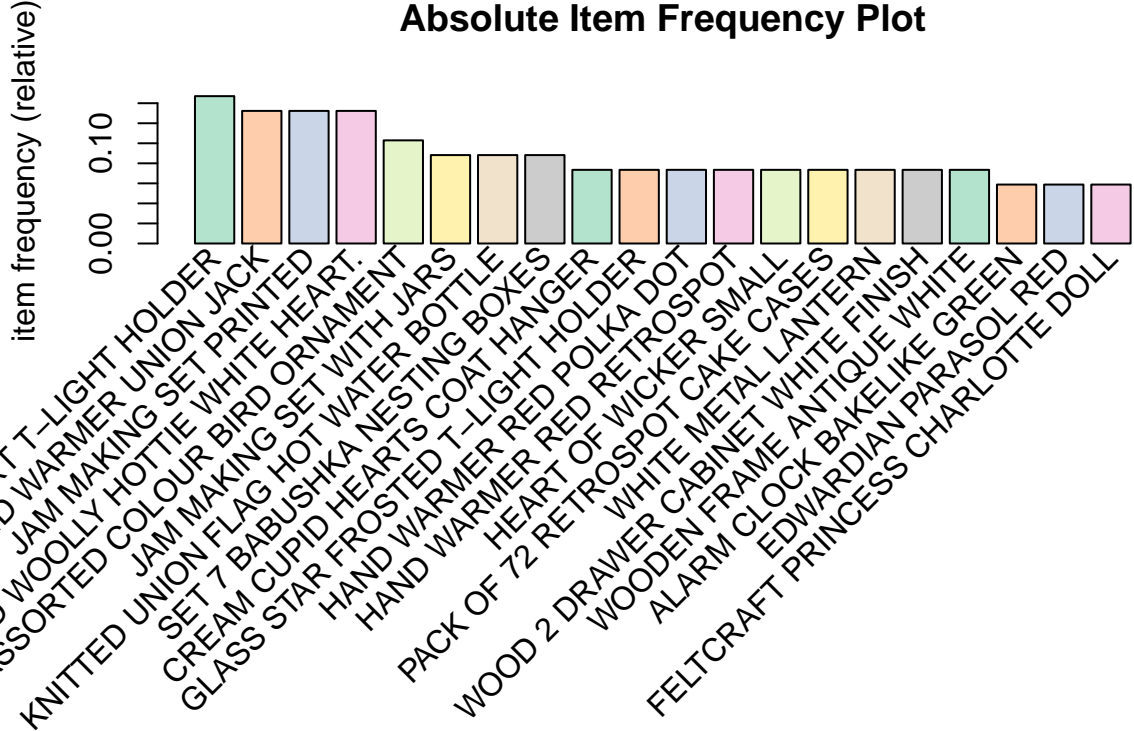 Absolute Item Frequency Plot
item frequency (relative)
0.10
0.00
T-LIGHT HOLDER
WARMER UNION JACK
JAM MAKING SET PRINTED
WOOLLY HOTTIE WHITE HEART.
ASSORTED COLOUR BIRD ORNAMENT
JAM MAKING SET WITH JARS
KNITTED UNION FLAG HOT WATER BOTTLE
SET 7 BABUSHKA NESTING BOXES
CREAM CUPID HEARTS COAT HANGER
GLASS STAR FROSTED T-LIGHT HOLDER
HAND WARMER RED POLKA DOT
HAND WARMER RED RETROSPOT
HEART OF WICKER SMALL
PACK OF 72 RETROSPOT CAKE CASES
WHITE METAL LANTERN
WOOD 2 DRAWER CABINET WHITE FINISH
WOODEN FRAME ANTIQUE WHITE
ALARM CLOCK BAKELIKE GREEN
EDWARDIAN PARASOL RED
FELTCRAFT PRINCESS CHARLOTTE DOLL